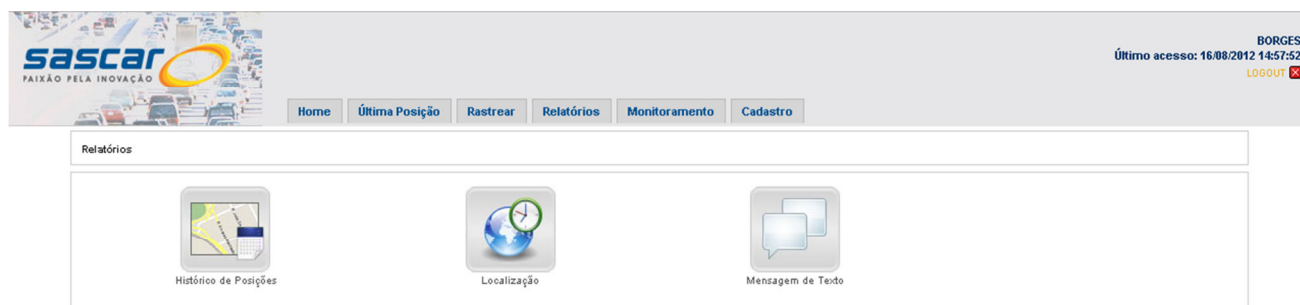 sascar
PAIXÃO PELA INOVAÇÃO
BORGES
Último acesso: 16/08/2012 14:57:52
LOGOUT
Home Última Posição Rastrear Relatórios Monitoramento Cadastro
Relatórios
Histórico de Posições Localização Mensagem de Texto